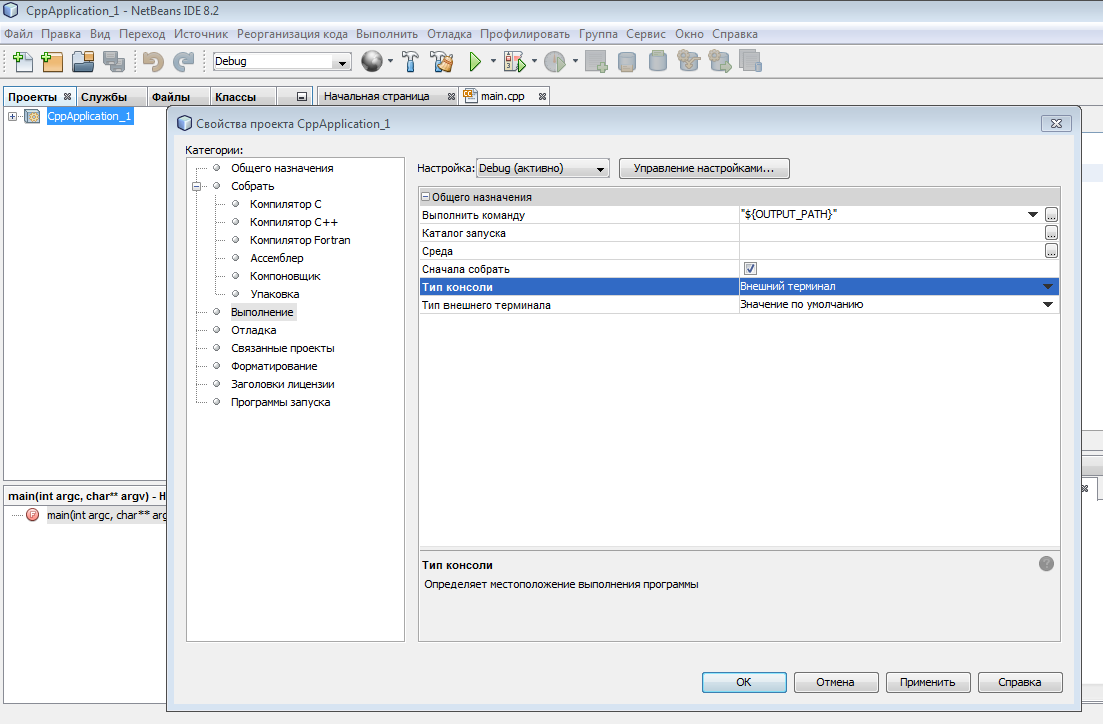 CppApplication_1 - NetBeans IDE 8.2
Файл Правка Вид Переход Источник Реорганизация кода Выполнить Отладка Профилировать Группа Сервис Окно Справка
Debug
Проекты Службы Файлы Классы Начальная страница main.cpp
CppApplication_1
Свойства проекта CppApplication_1
Категории:
Общего назначения
Собрать
Компилятор C
Компилятор C++
Компилятор Fortran
Ассемблер
Компоновщик
Упаковка
Выполнение
Отладка
Связанные проекты
Форматирование
Заголовки лицензии
Программы запуска
Настройка: Debug (активно) Управление настройками...
Общего назначения
Выполнить команду "${OUTPUT_PATH}" ...
Каталог запуска ...
Среда ...
Сначала собрать
Тип консоли Внешний терминал
Тип внешнего терминала Значение по умолчанию
Тип консоли
Определяет местоположение выполнения программы
ОК Отмена Применить Справка
main(int argc, char** argv) - Н
main(int argc, char** arg